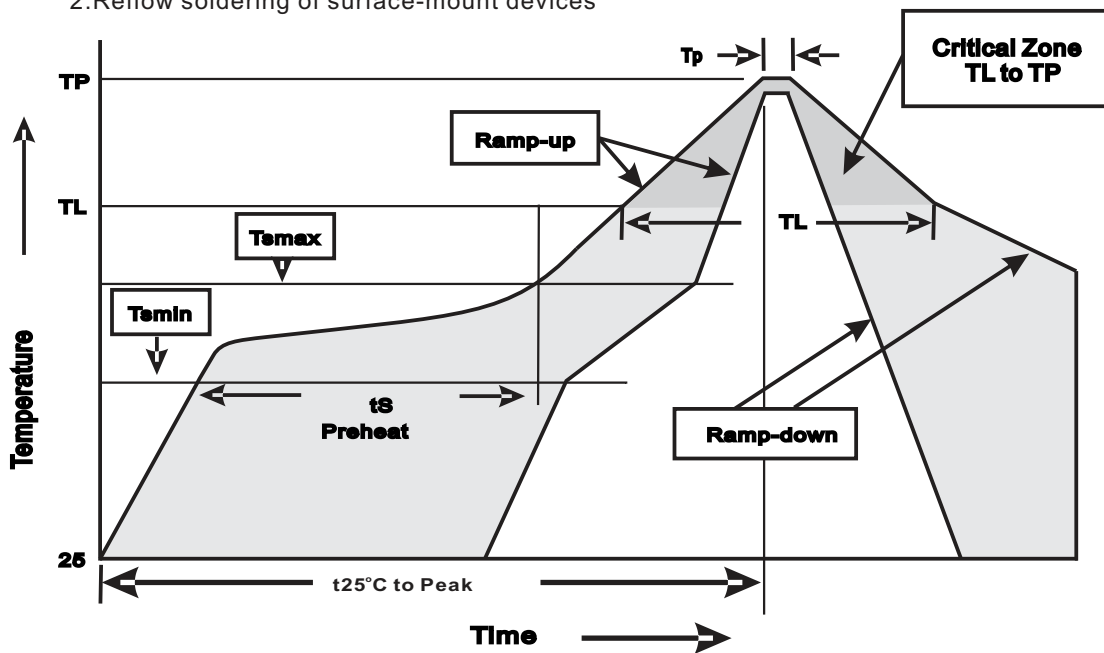 2.Reflow soldering of surface-mount devices
Tp
Critical Zone
TL to TP
TP
Ramp-up
TL
TL
Tsmax
Tsmin
tS
Preheat
Ramp-down
Temperature
25
t25°C to Peak
Time